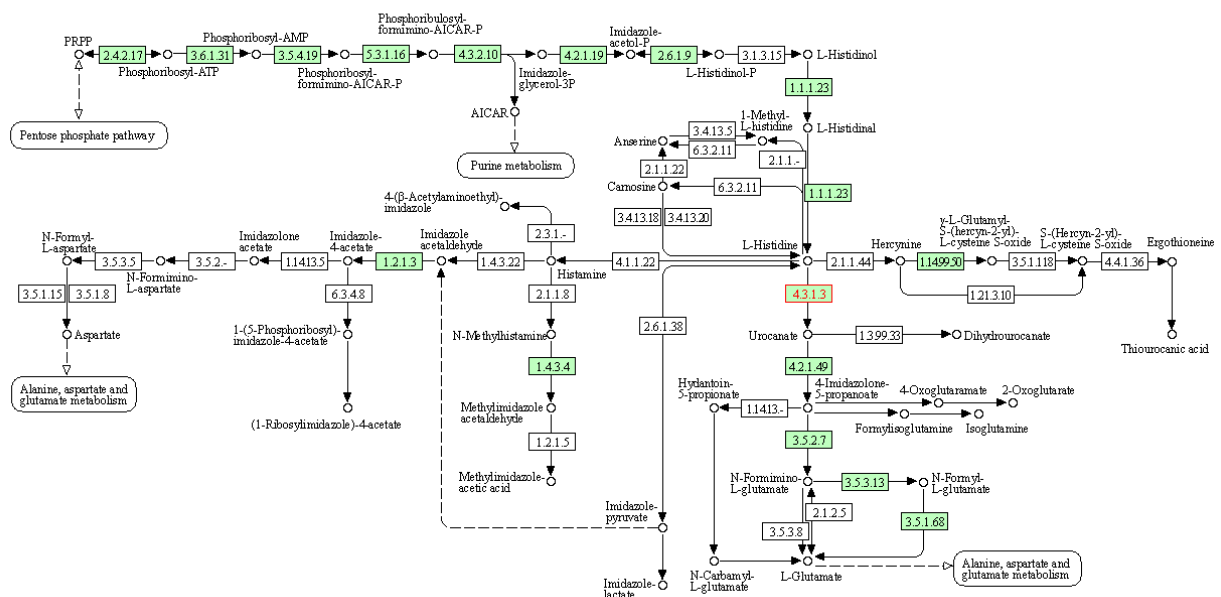 PRPP
2.4.2.17
Phosphoribosyl-ATP
3.6.1.31
Phosphoribosyl-AMP
3.5.4.19
Phosphoribosyl-
formimino-AICAR-P
5.3.1.16
Phosphoribulosyl-
formimino-AICAR-P
4.3.2.10
Imidazole-
glycerol-3P
4.2.1.19
Imidazole-
acetol-P
2.6.1.9
L-Histidinol-P
3.1.3.15
L-Histidinol
1.1.1.23
AICAR
Pentose phosphate pathway
Purine metabolism
L-Histidinal
1-Methyl-
L-histidine
Anserine
3.4.13.5
6.3.2.11
2.1.1.-
2.1.1.22
Carnosine
6.3.2.11
1.1.1.23
3.4.13.18
3.4.13.20
4-(β-Acetylaminoethyl)-
imidazole
2.3.1.-
N-Formyl-
L-aspartate
3.5.3.5
N-Formimino-
L-aspartate
3.5.2.-
Imidazolone
acetate
1.14.13.5
Imidazole-
4-acetate
1.2.1.3
Imidazole
acetaldehyde
1.4.3.22
Histamine
4.1.1.22
L-Histidine
2.1.1.44
Hercynine
1.14.99.50
γ-L-Glutamyl-
S-(hercyn-2-yl)-
L-cysteine S-oxide
3.5.1.118
S-(Hercyn-2-yl)-
L-cysteine S-oxide
4.4.1.36
Ergothioneine
1.21.3.10
3.5.1.15
3.5.1.8
6.3.4.8
2.1.1.8
4.3.1.3
2.6.1.38
Aspartate
1-(5-Phosphoribosyl)-
imidazole-4-acetate
N-Methylhistamine
Urocanate
1.3.99.33
Dihydrourocanate
Thiourocanic acid
1.4.3.4
4.2.1.49
Alanine, aspartate and
glutamate metabolism
(1-Ribosylimidazole)-4-acetate
Methylimidazole
acetaldehyde
1.2.1.5
Methylimidazole-
acetic acid
Hydantoin-
5-propionate
1.14.13.-
4-Imidazolone-
5-propanoate
4-Oxoglutaramate
2-Oxoglutarate
Formylisoglutamine
Isoglutamine
3.5.2.7
N-Formimino-
L-glutamate
3.5.3.13
N-Formyl-
L-glutamate
2.1.2.5
3.5.3.8
3.5.1.68
Imidazole-
pyruvate
Imidazole-
lactate
N-Carbamyl-
L-glutamate
L-Glutamate
Alanine, aspartate and
glutamate metabolism